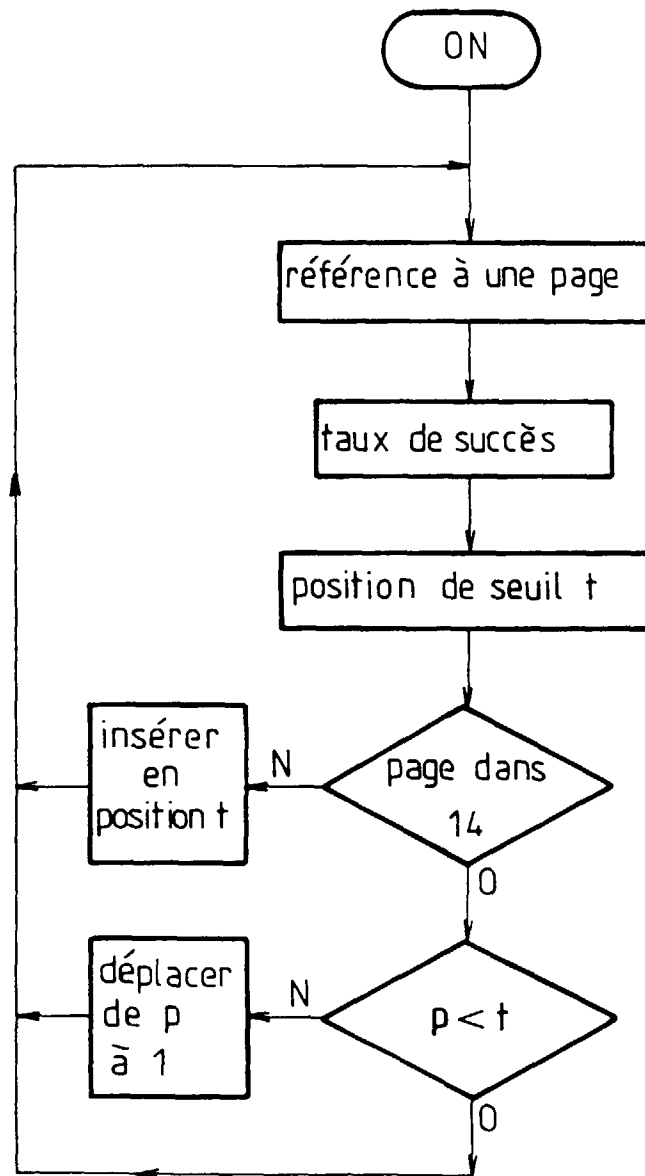 ON
référence à une page
taux de succès
position de seuil t
insérer
en
position t
N
page dans
14
O
déplacer
de p
à 1
N
p < t
O